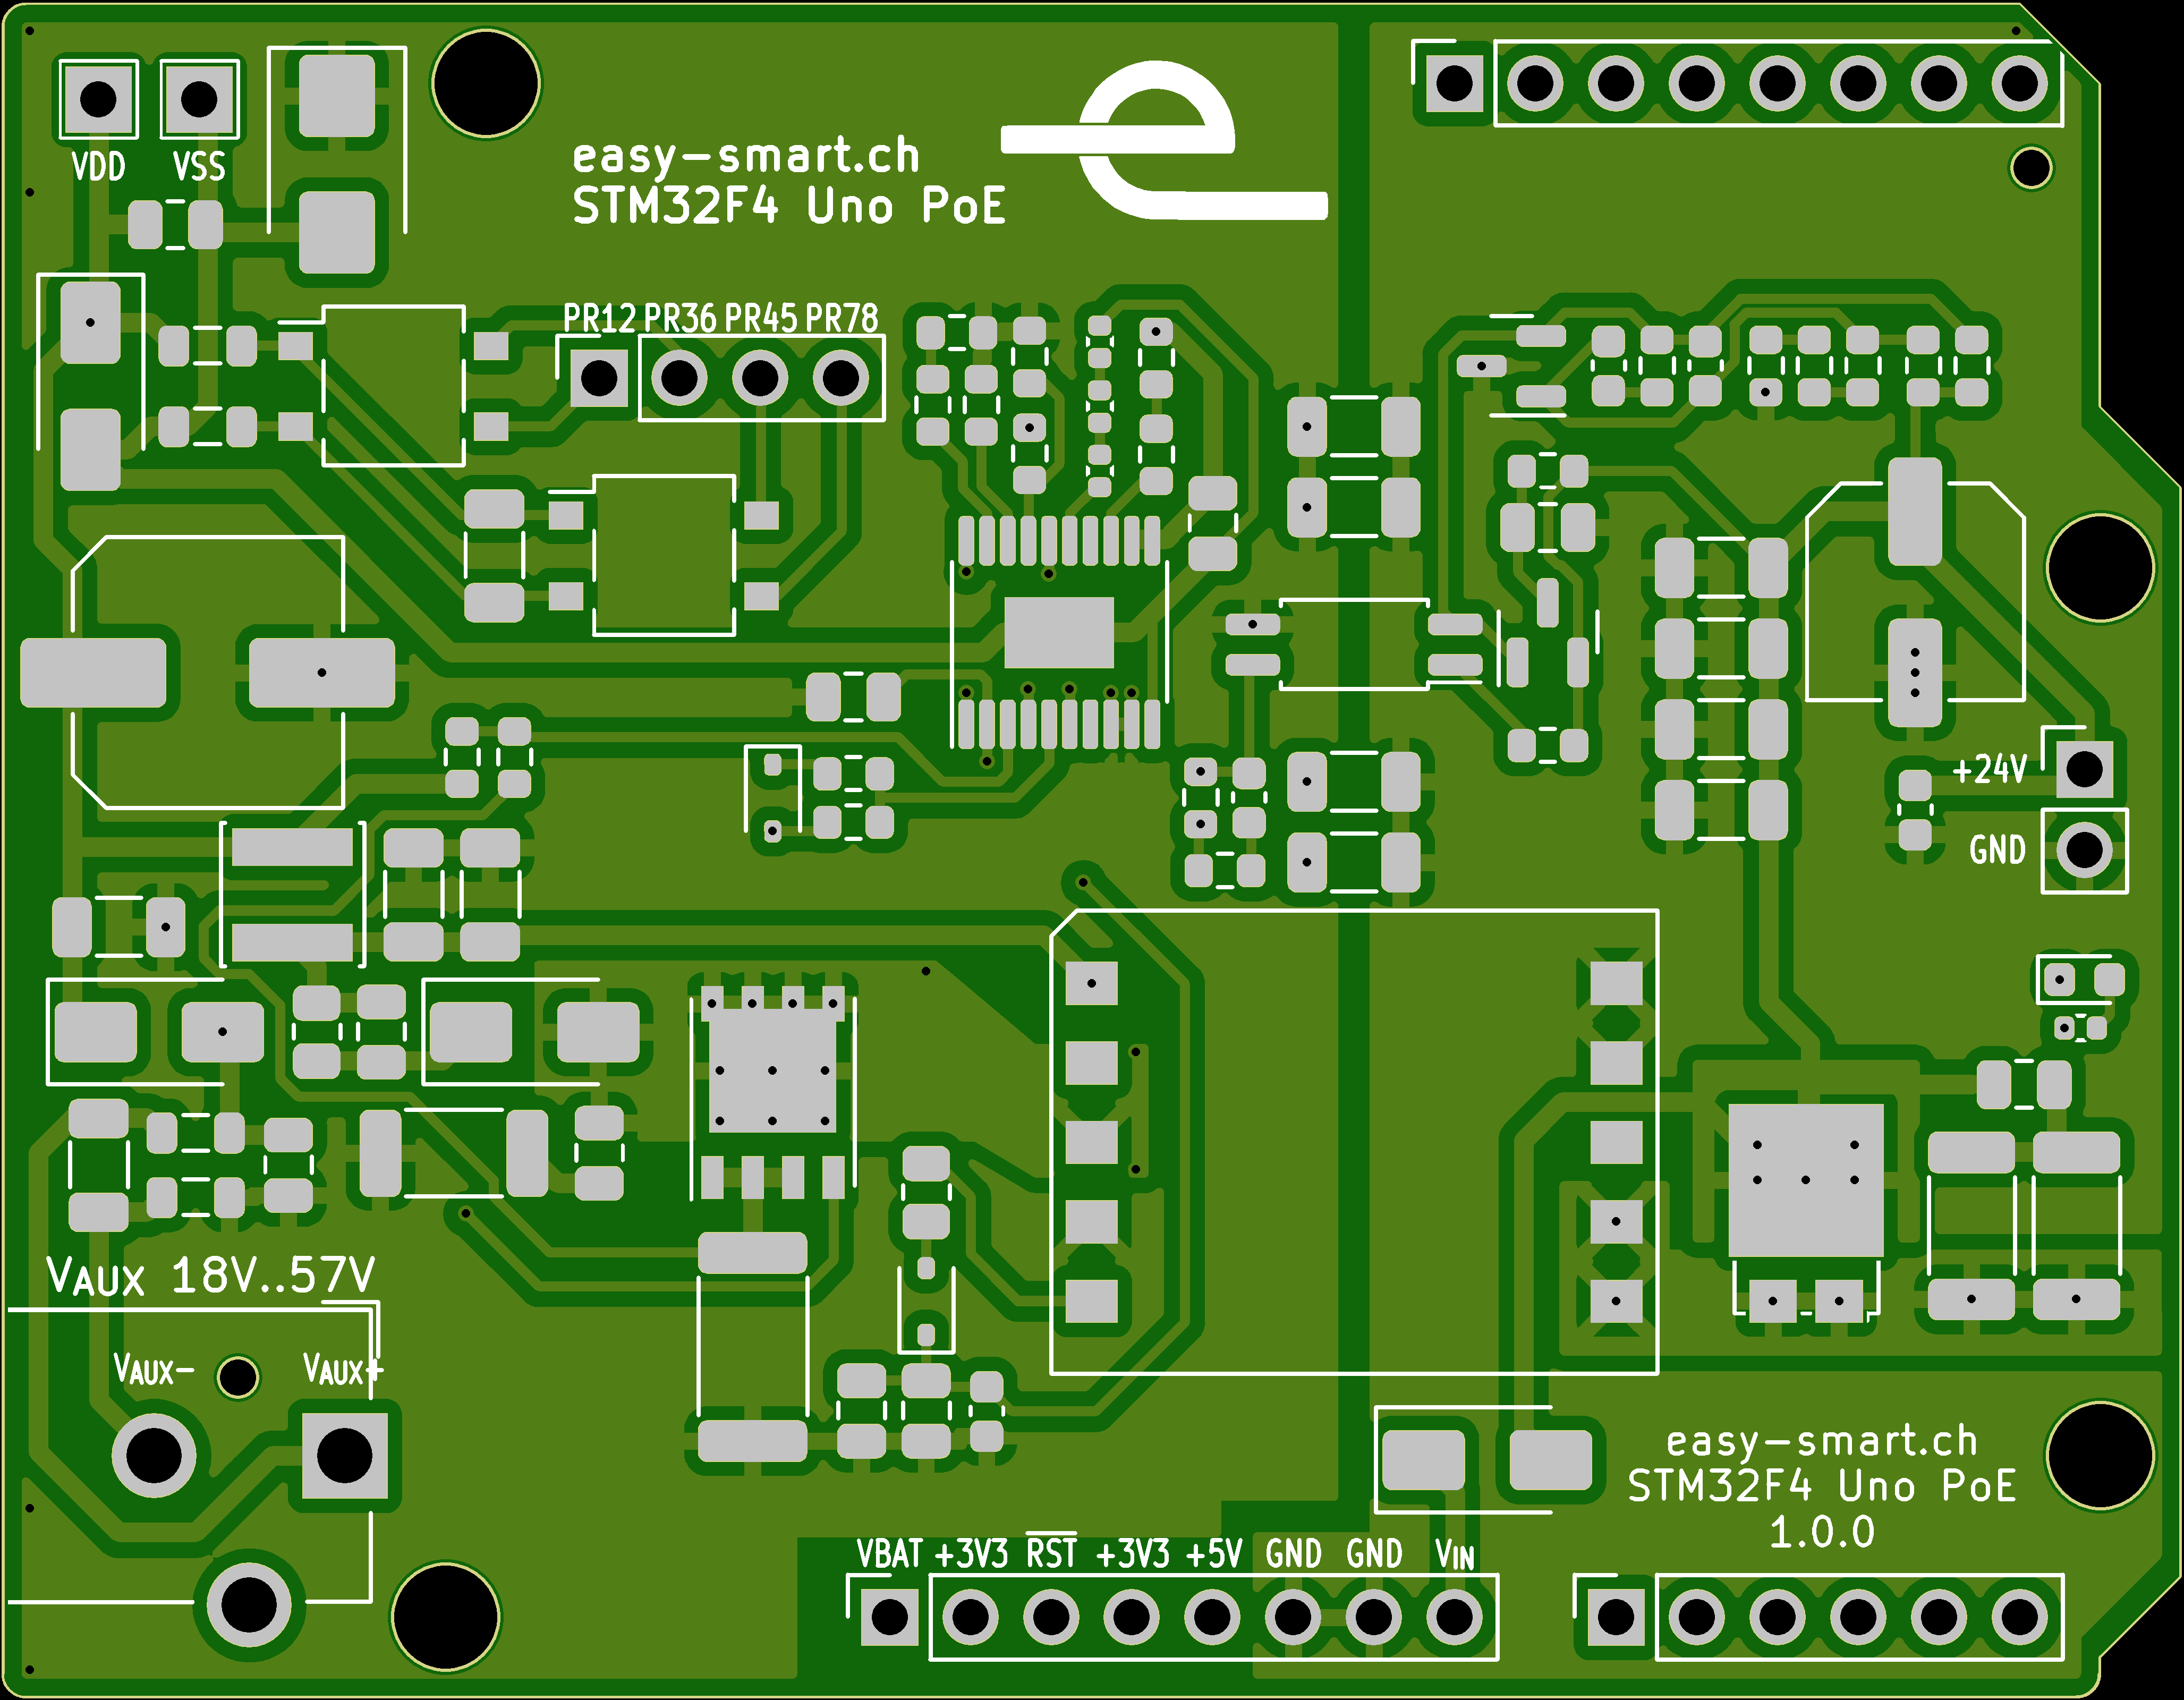 VDD VSS
easy-smart.ch
STM32F4 Uno PoE
PR12 PR36 PR45 PR78
+24V
GND
VAUX 18V..57V
VAUX- VAUX+
easy-smart.ch
STM32F4 Uno PoE
1.0.0
VBAT +3V3 RST +3V3 +5V GND GND VIN